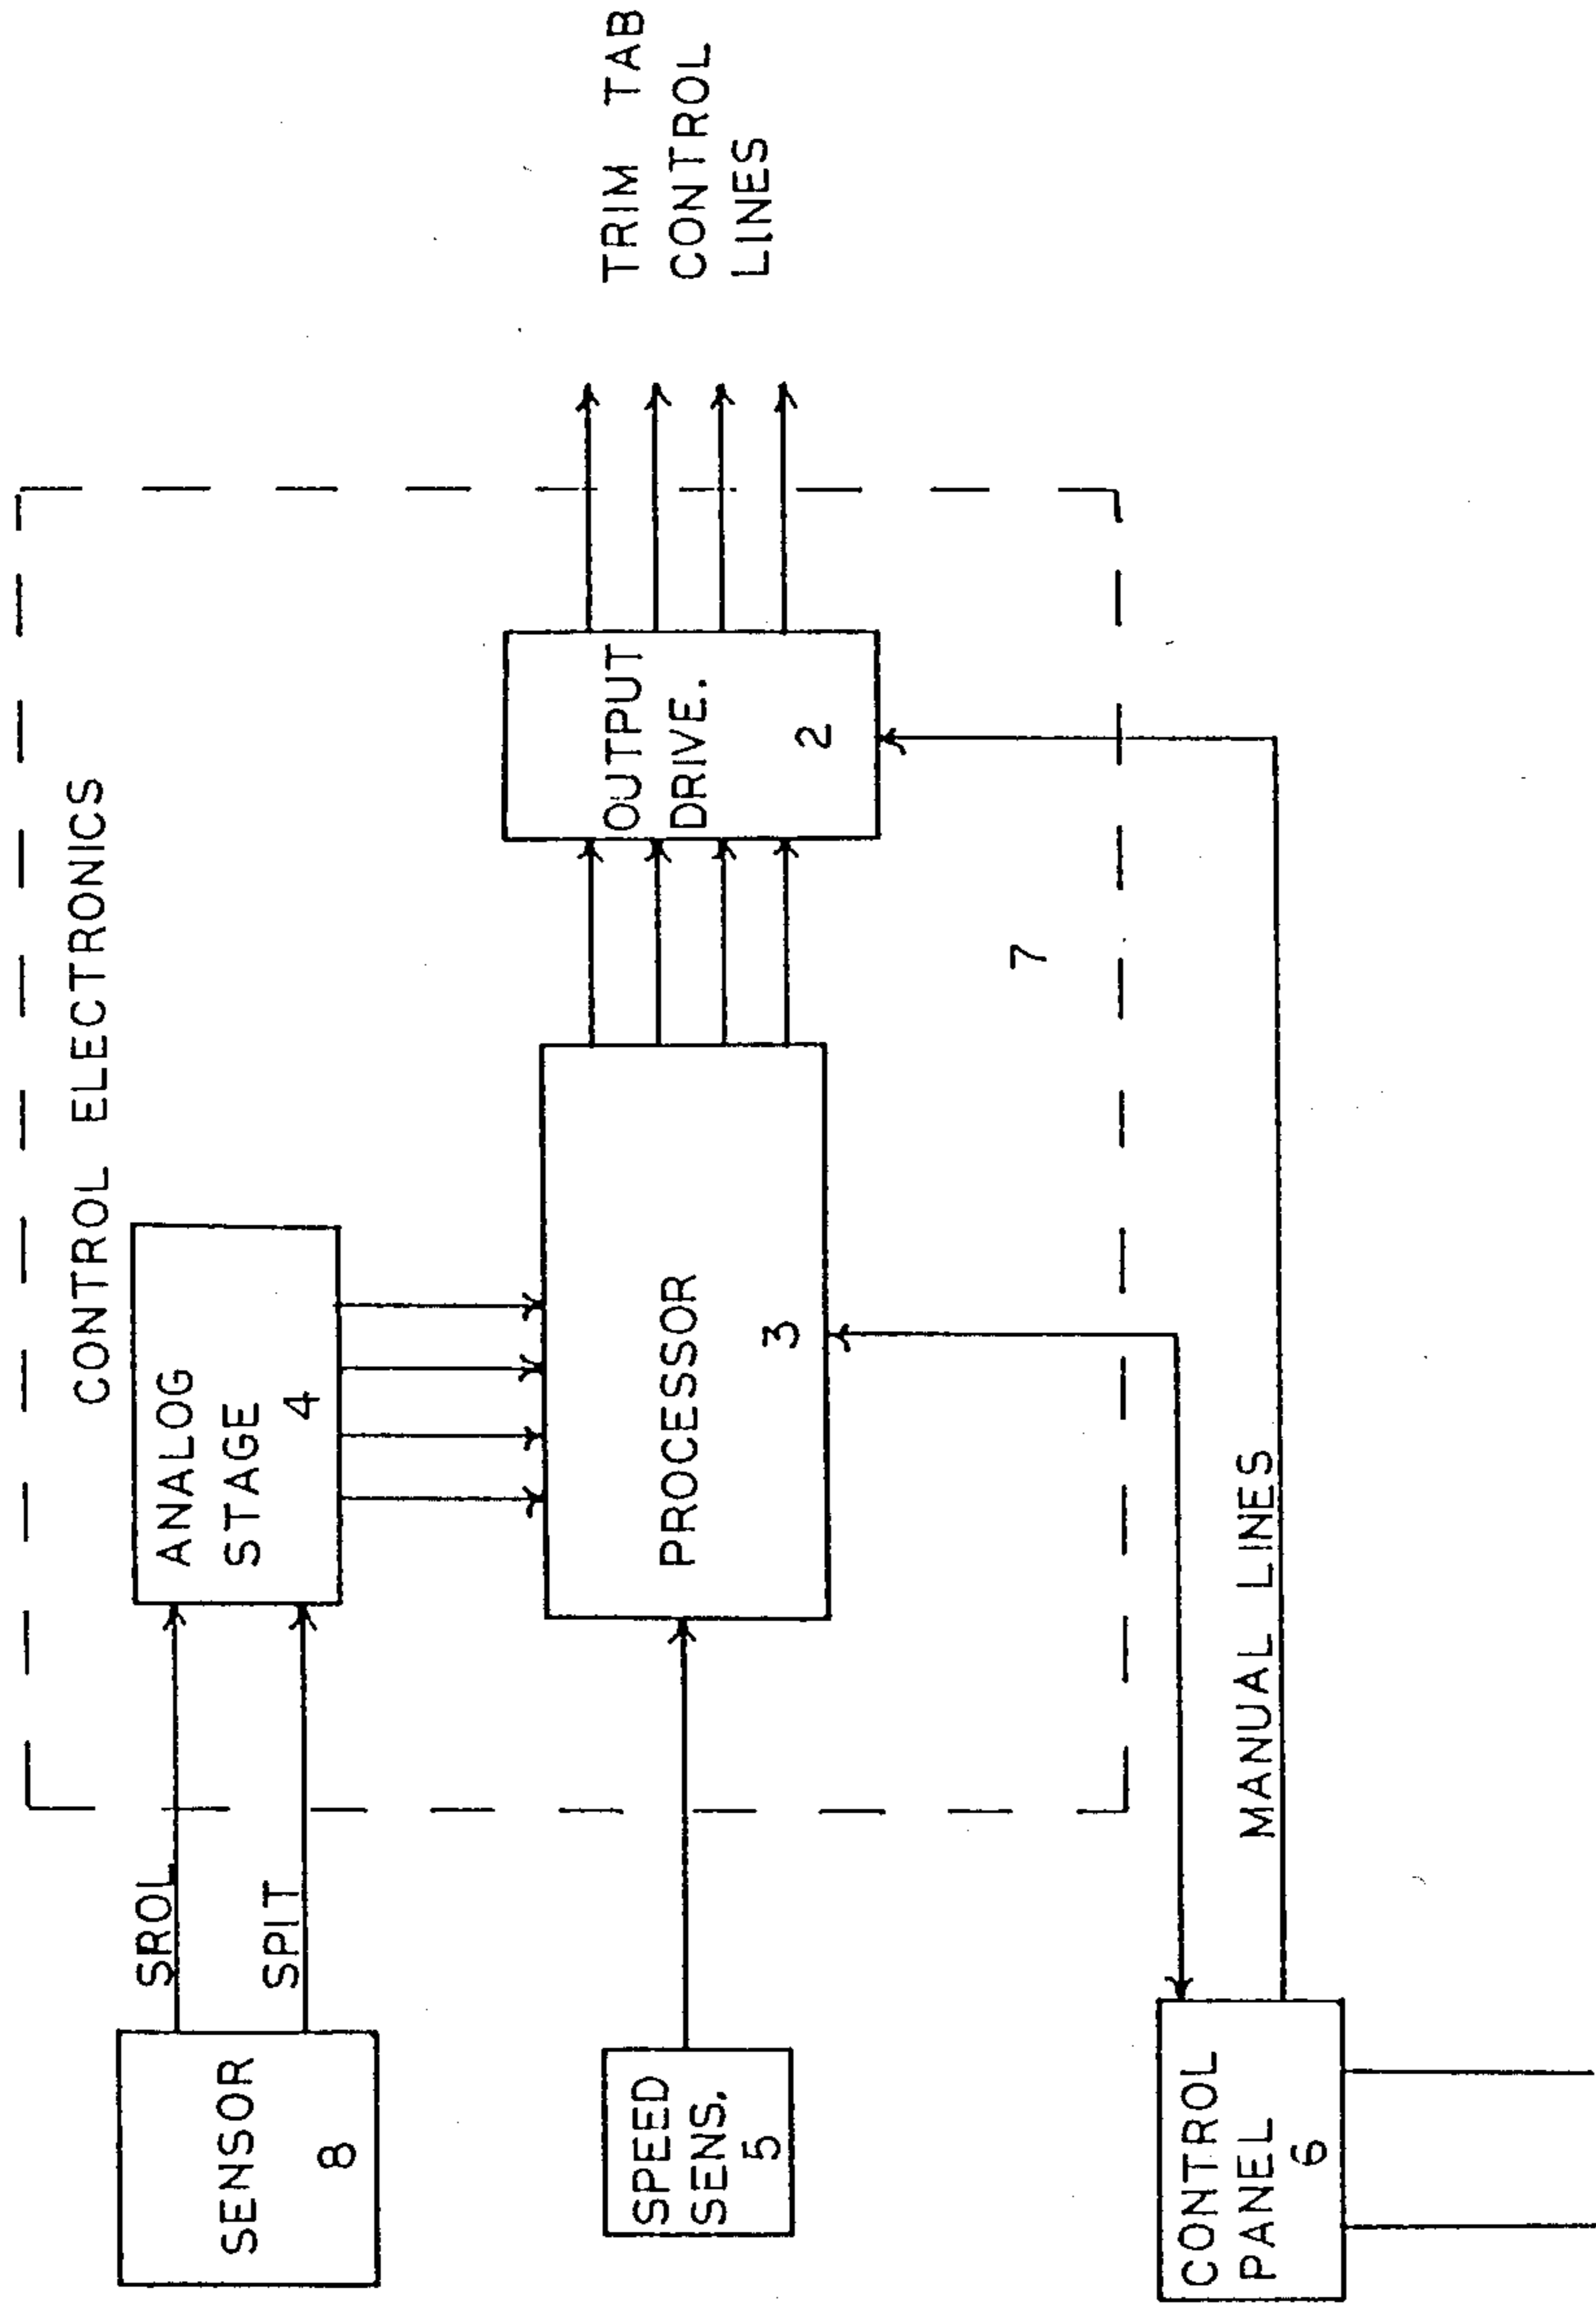 CONTROL ELECTRONICS
SENSOR
8
SROL
SPIT
ANALOG
STAGE
4
SPEED
SENS.
5
PROCESSOR
3
OUTPUT
DRIVE.
2
TRIM TAB
CONTROL
LINES
7
CONTROL
PANEL
6
MANUAL LINES